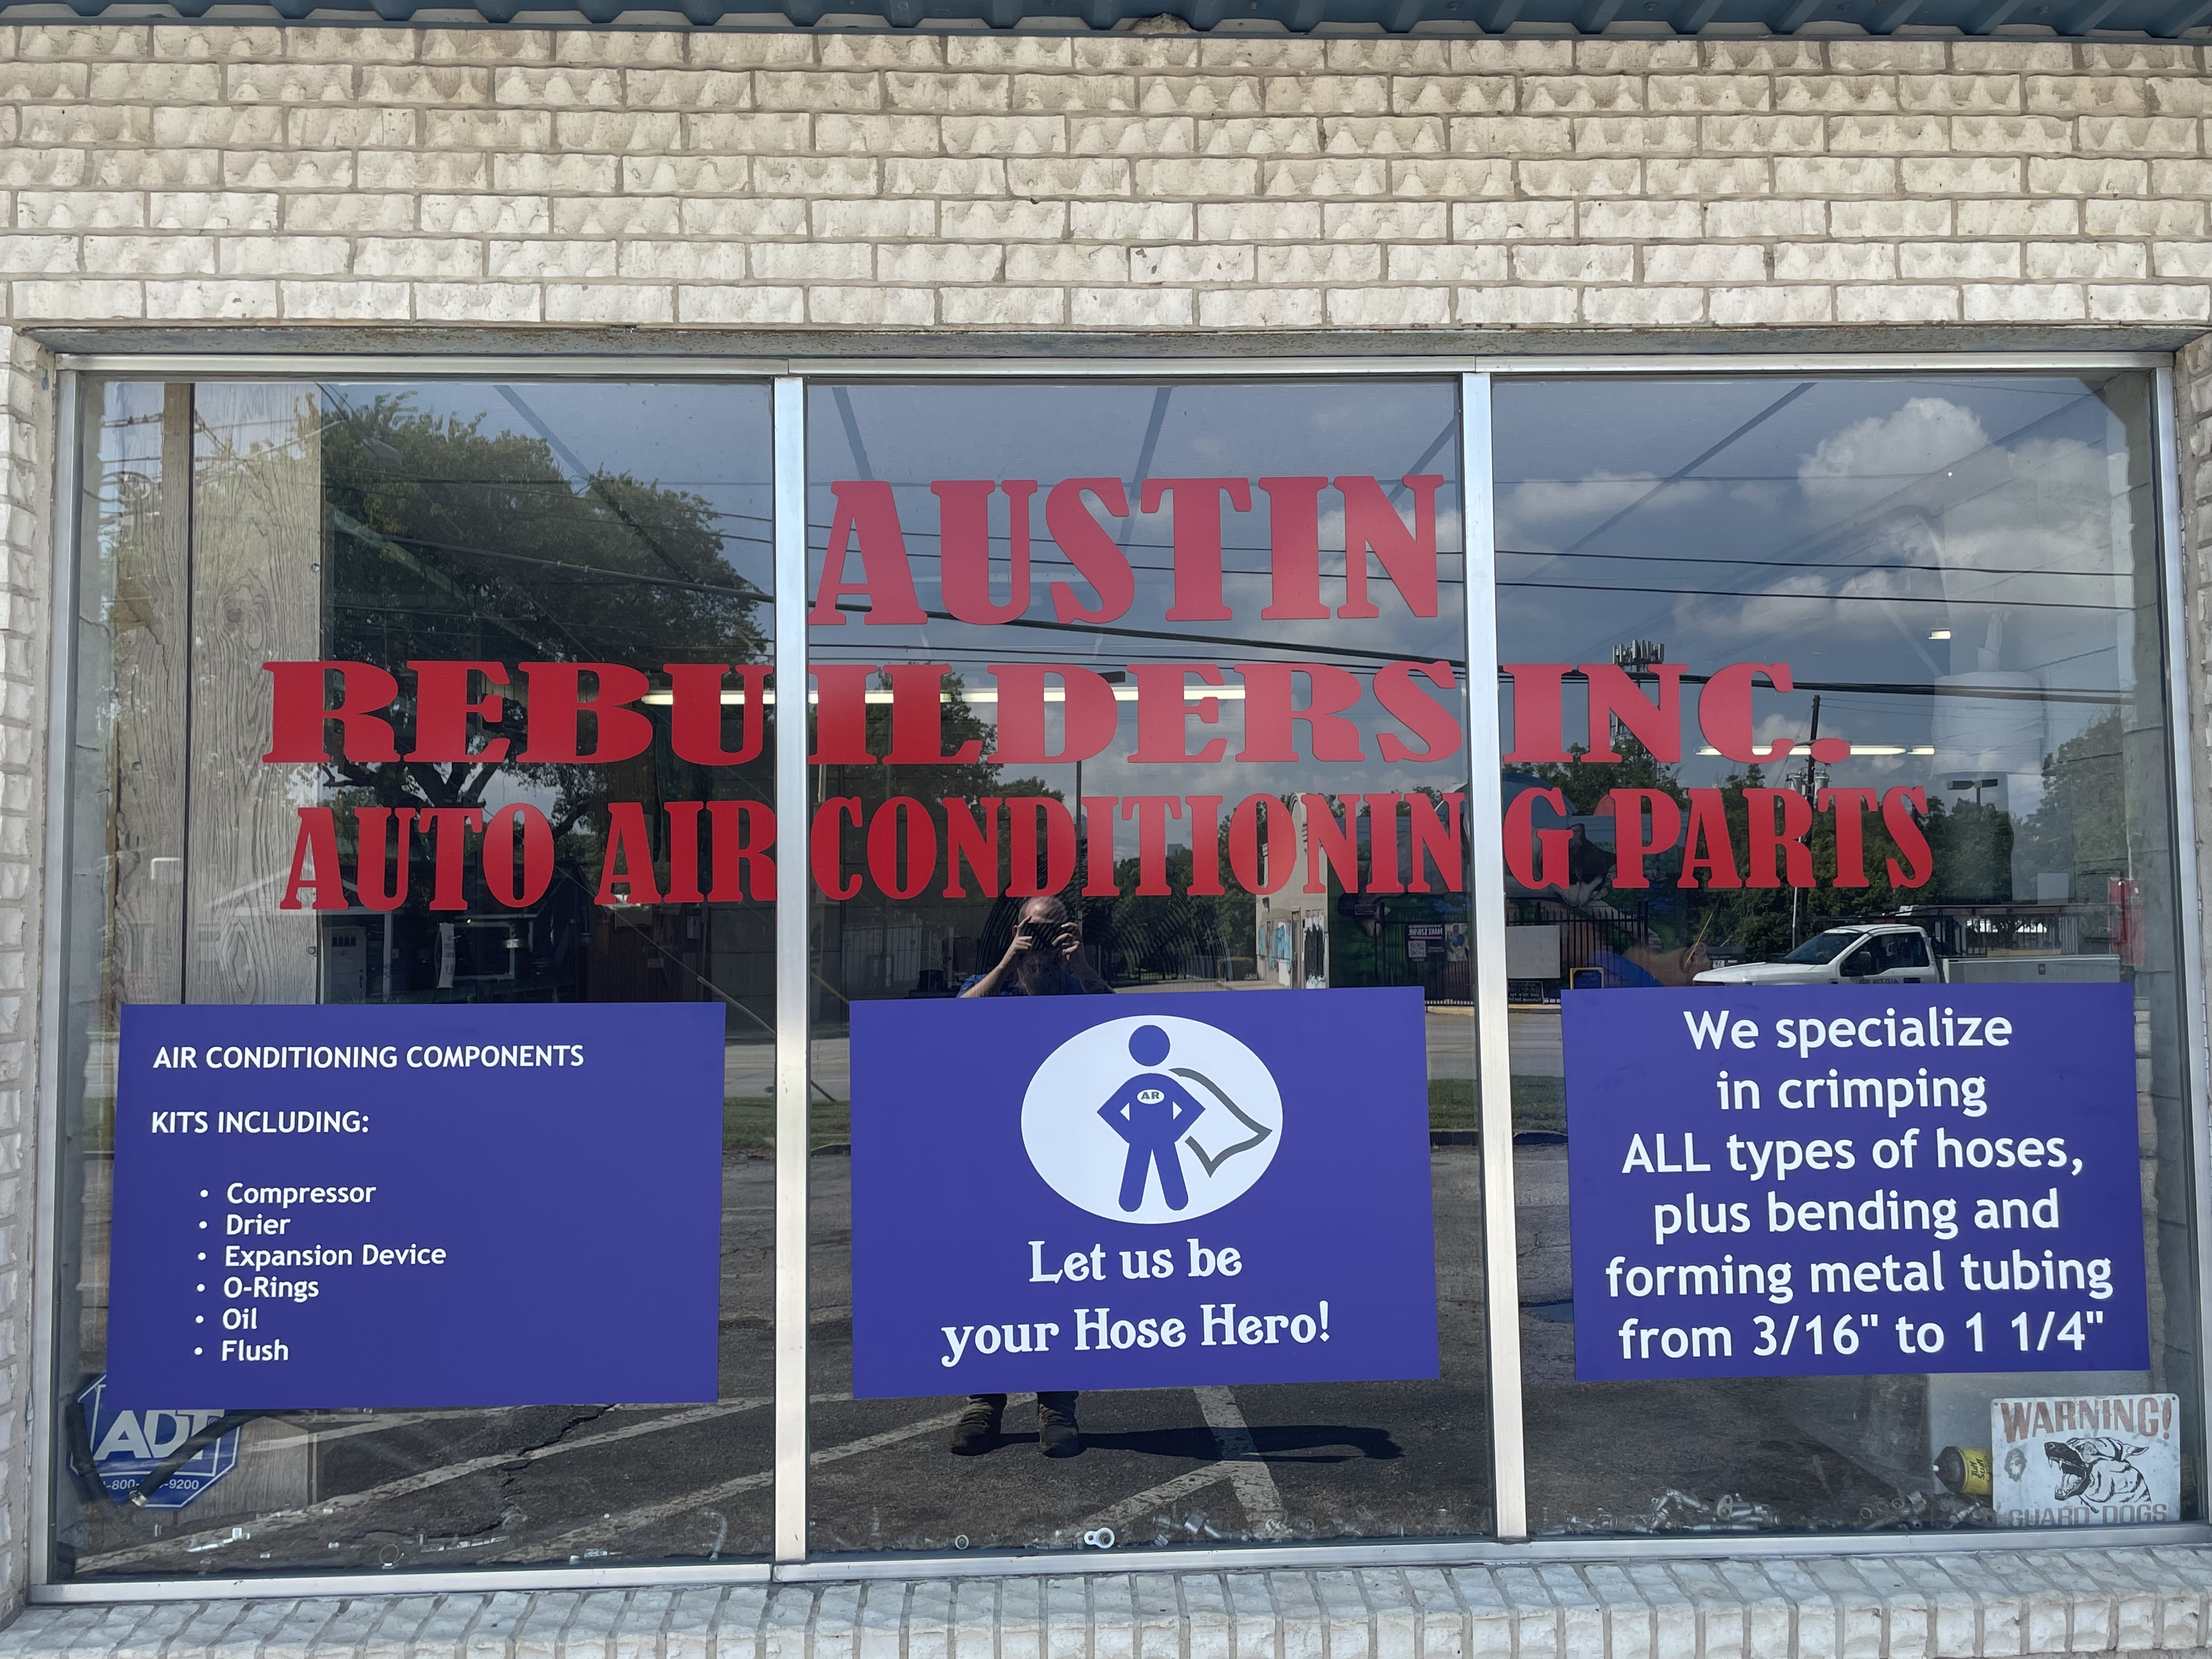 AUSTIN
REBUILDERS INC.
AUTO AIR CONDITIONING PARTS
AIR CONDITIONING COMPONENTS
KITS INCLUDING:
• Compressor
• Drier
• Expansion Device
• O-Rings
• Oil
• Flush
AR
Let us be
your Hose Hero!
We specialize
in crimping
ALL types of hoses,
plus bending and
forming metal tubing
from 3/16" to 1 1/4"
ADT
WARNING!
GUARD DOGS